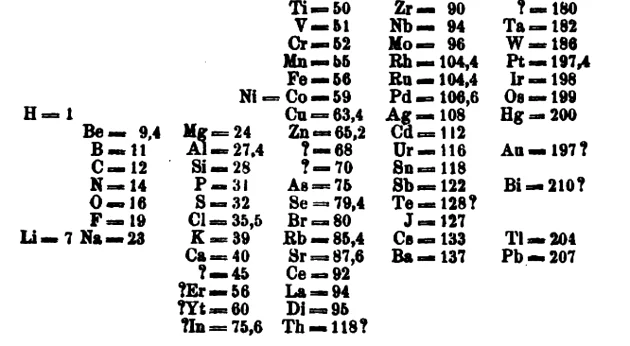 Ti = 50 Zr = 90 ? = 180
V = 51 Nb = 94 Ta = 182
Cr = 52 Mo = 96 W = 186
Mn = 55 Rh = 104,4 Pt = 197,4
Fe = 56 Ru = 104,4 Ir = 198
Ni = Co = 59 Pd = 106,6 Os = 199
H = 1 Cu = 63,4 Ag = 108 Hg = 200
Be = 9,4 Mg = 24 Zn = 65,2 Cd = 112
B = 11 Al = 27,4 ? = 68 Ur = 116 Au = 197?
C = 12 Si = 28 ? = 70 Sn = 118
N = 14 P = 31 As = 75 Sb = 122 Bi = 210?
O = 16 S = 32 Se = 79,4 Te = 128?
F = 19 Cl = 35,5 Br = 80 J = 127
Li = 7 Na = 23 K = 39 Rb = 85,4 Cs = 133 Tl = 204
Ca = 40 Sr = 87,6 Ba = 137 Pb = 207
? = 45 Ce = 92
?Er = 56 La = 94
?Yt = 60 Di = 95
?In = 75,6 Th = 118?